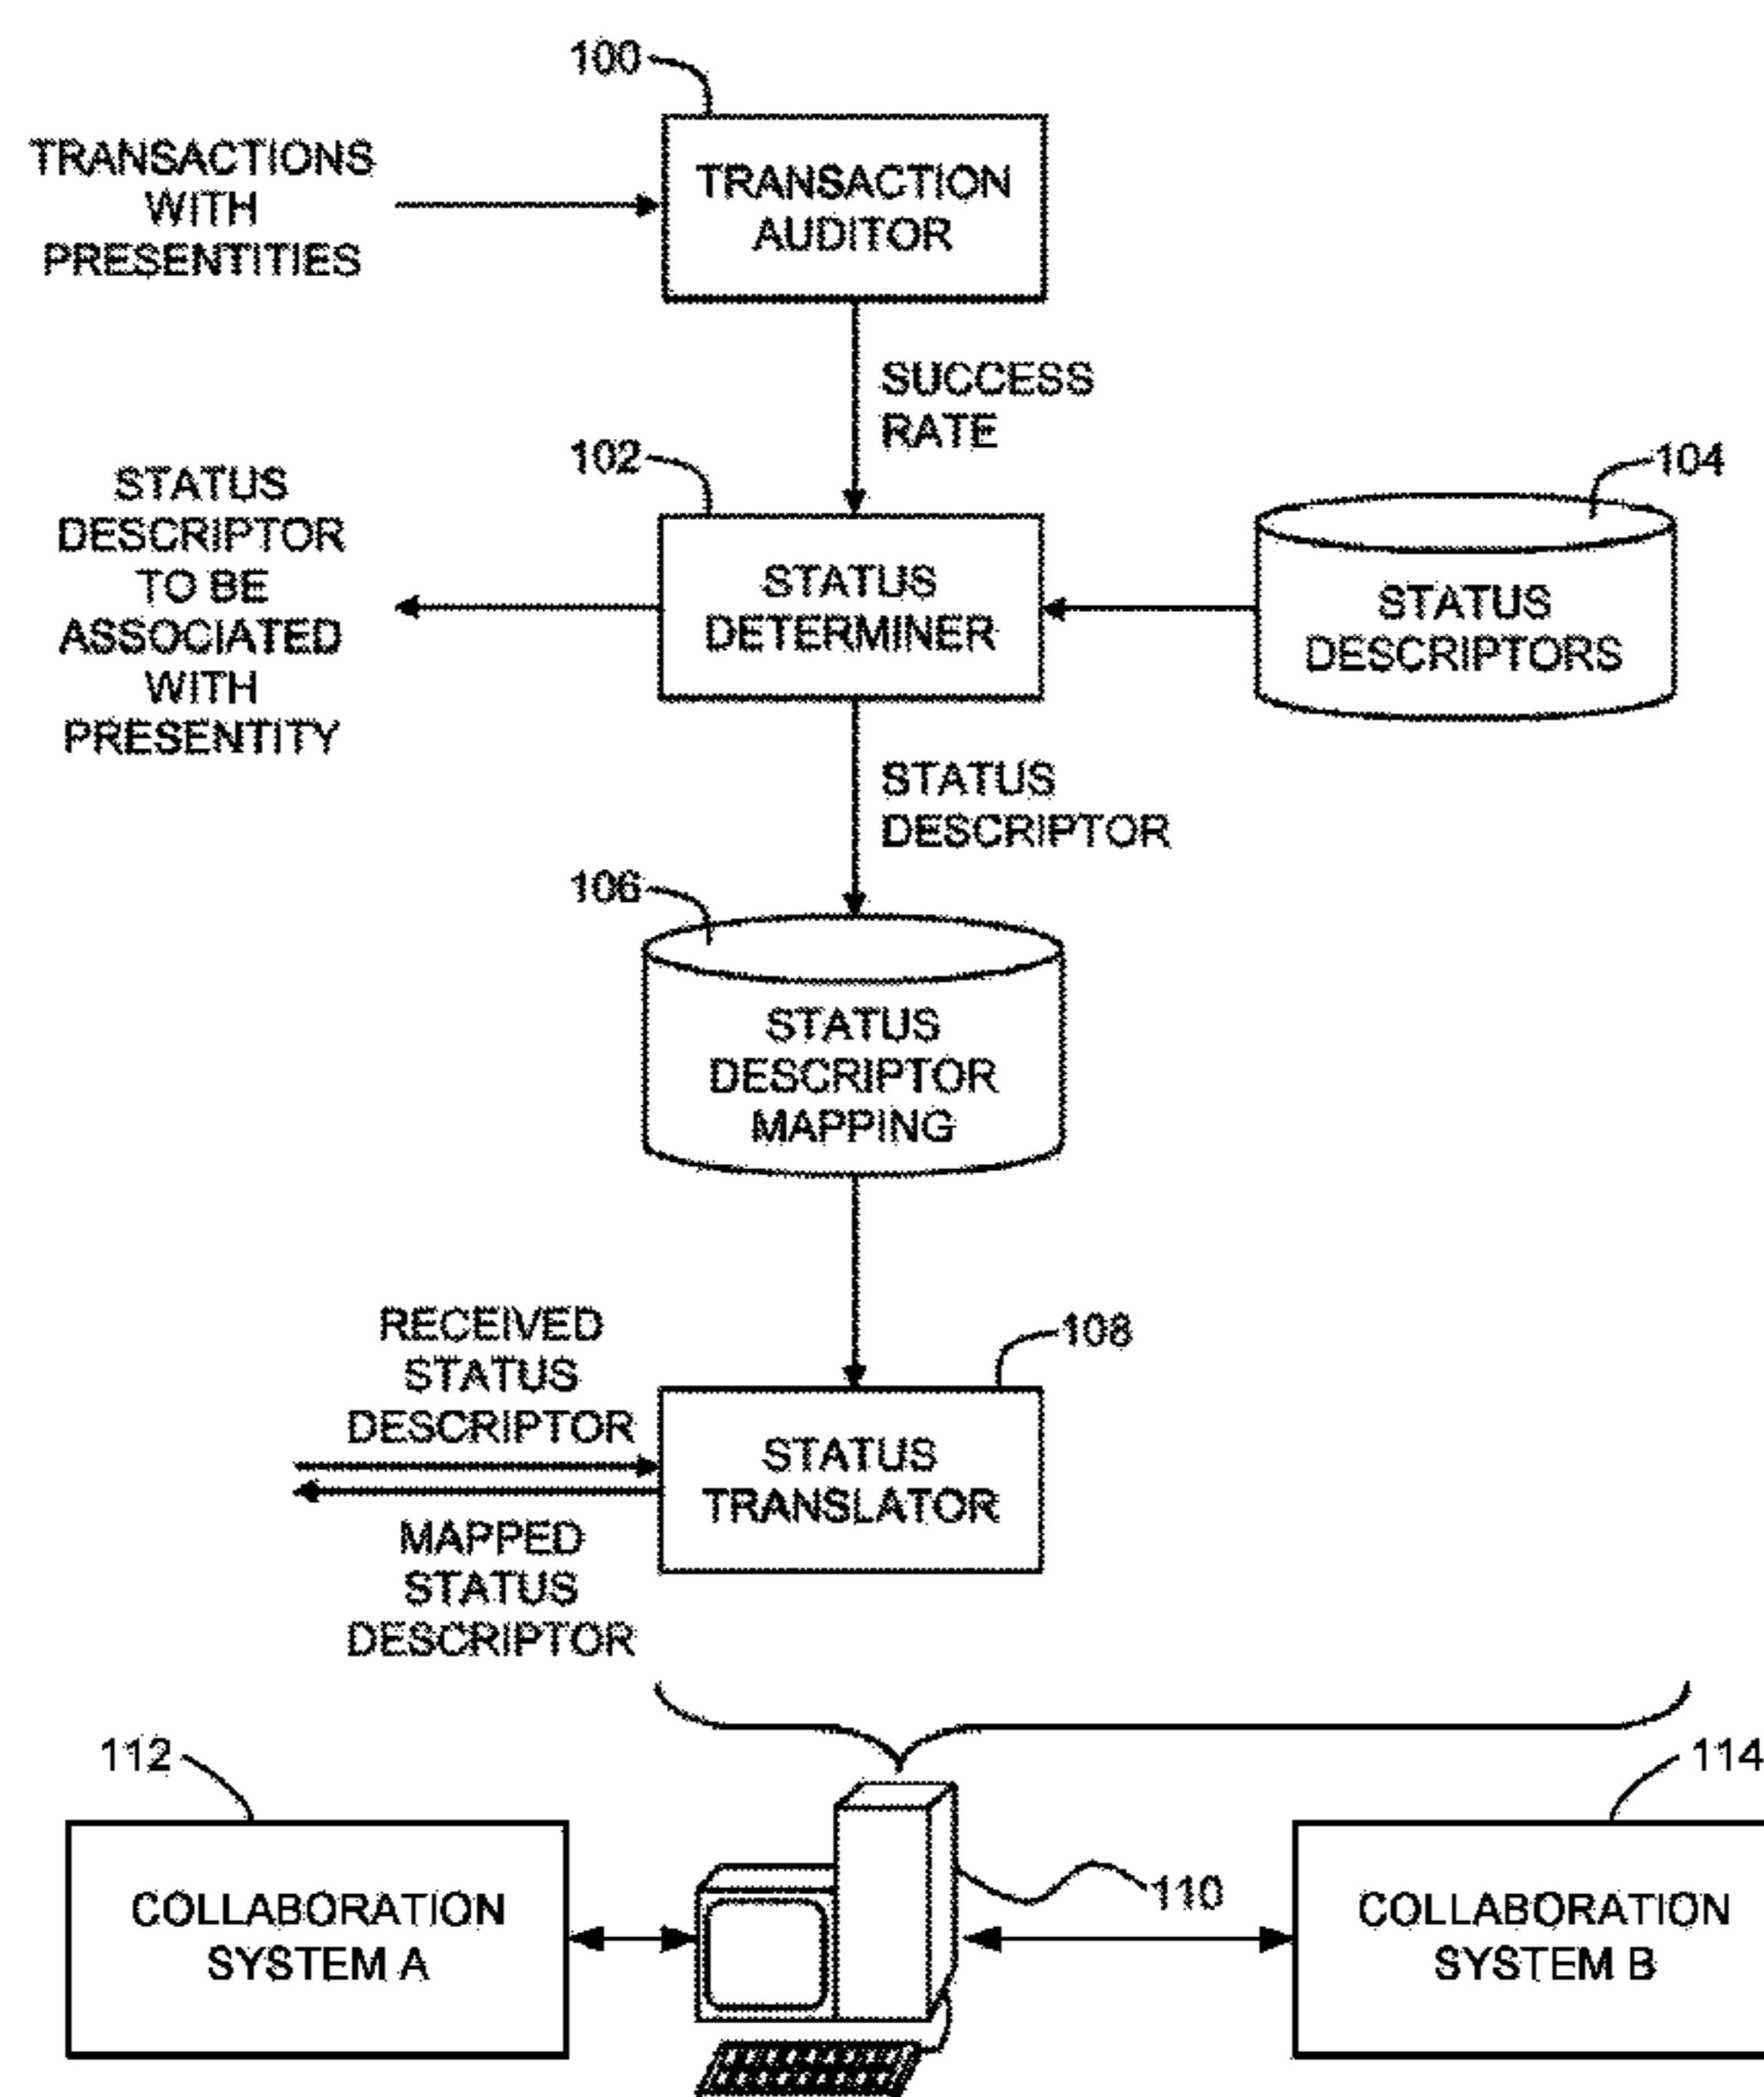 100
TRANSACTIONS
WITH
PRESENTITIES
TRANSACTION
AUDITOR
SUCCESS
RATE
102
104
STATUS
DESCRIPTOR
TO BE
ASSOCIATED
WITH
PRESENTITY
STATUS
DETERMINER
STATUS
DESCRIPTORS
STATUS
DESCRIPTOR
106
STATUS
DESCRIPTOR
MAPPING
RECEIVED
STATUS
DESCRIPTOR
108
STATUS
TRANSLATOR
MAPPED
STATUS
DESCRIPTOR
112
114
COLLABORATION
SYSTEM A
110
COLLABORATION
SYSTEM B